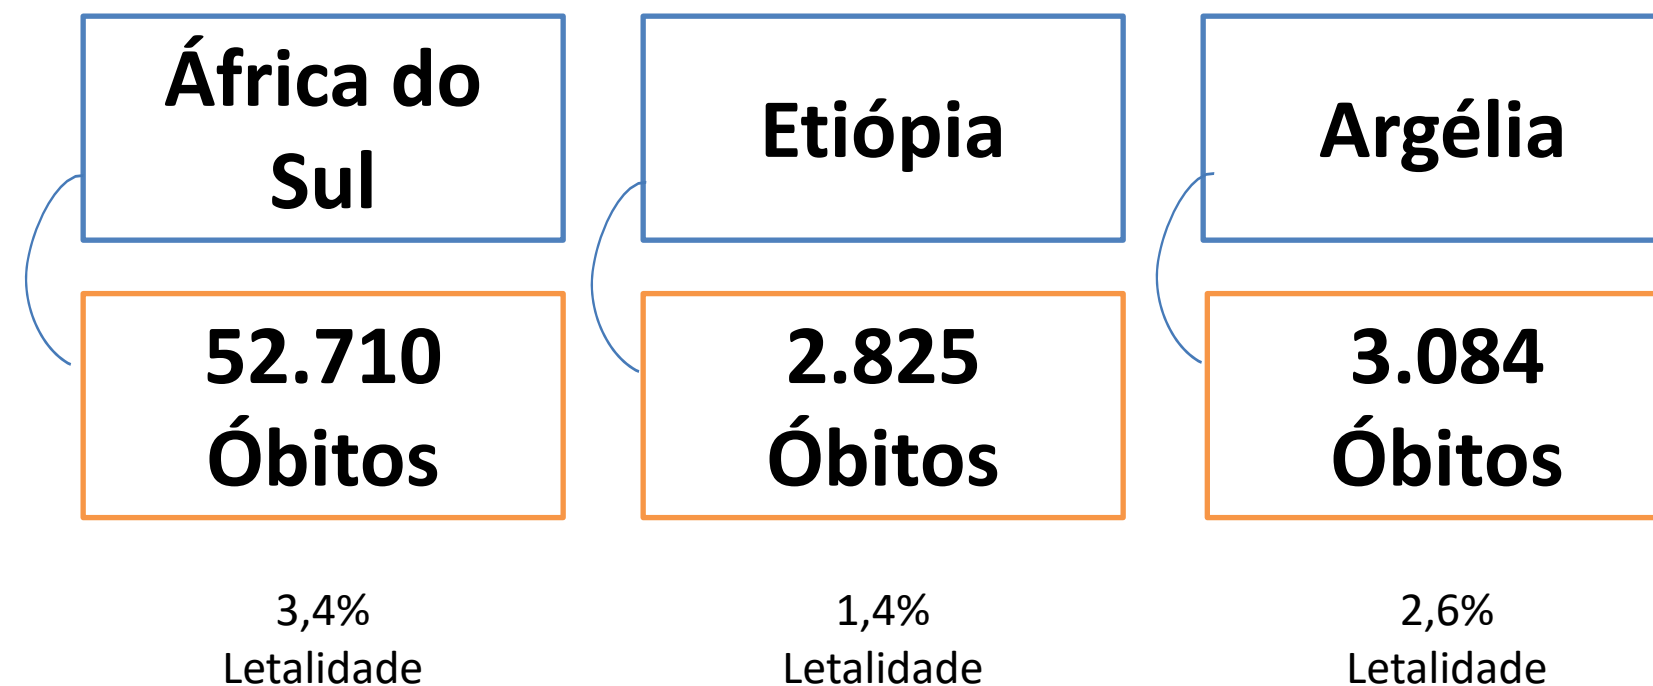 África do
Sul
52.710
Óbitos
3,4%
Letalidade
Etiópia
2.825
Óbitos
1,4%
Letalidade
Argélia
3.084
Óbitos
2,6%
Letalidade